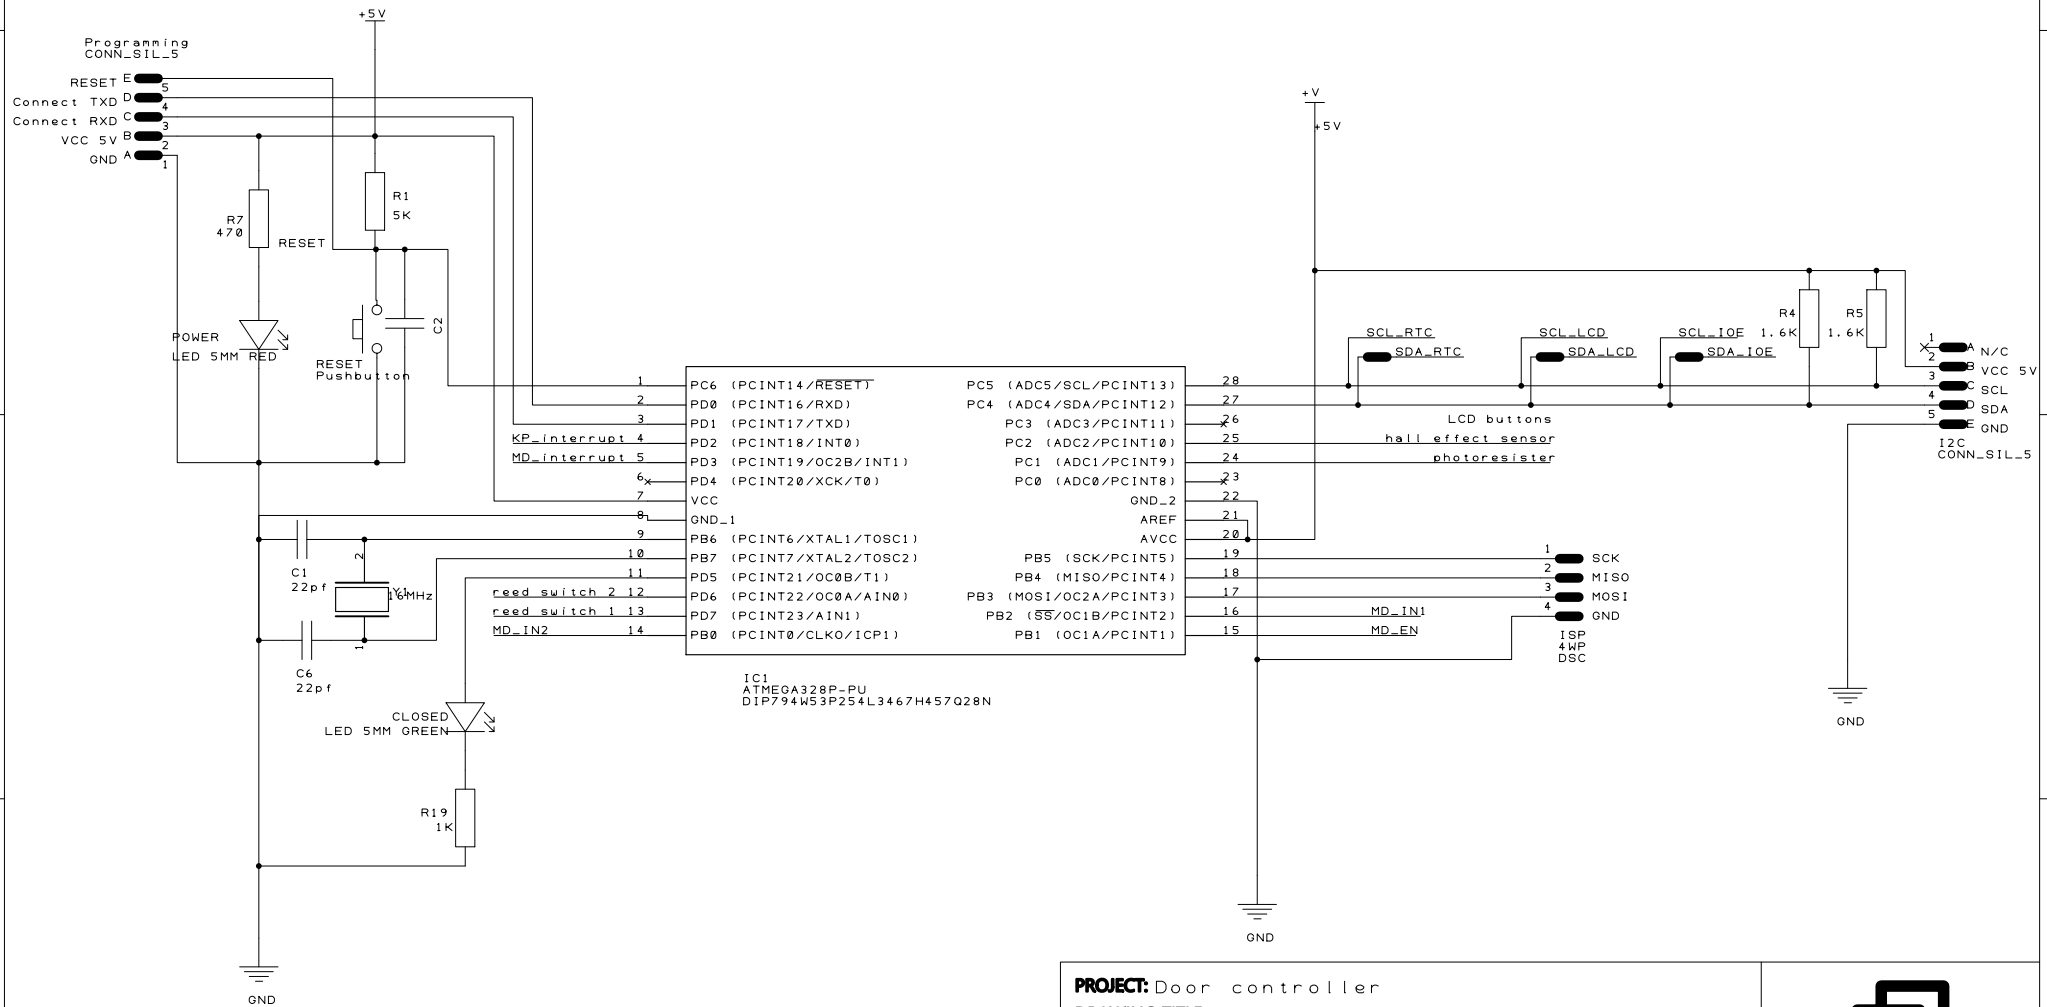 +5V
Programming
CONN_SIL_5
RESET E 5
Connect TXD D 4
Connect RXD C 3
VCC 5V B 2
GND A 1
R7
470
RESET
R1
5K
POWER
LED 5MM RED
RESET
Pushbutton
C2
+V
+5V
R4
1.6K
R5
1.6K
SCL_RTC
SDA_RTC
SCL_LCD
SDA_LCD
SCL_IOE
SDA_IOE
1 A N/C
2 B VCC 5V
3 C SCL
4 D SDA
5 E GND
I2C
CONN_SIL_5
1 PC6 (PCINT14/RESET)
2 PD0 (PCINT16/RXD)
3 PD1 (PCINT17/TXD)
KP_interrupt 4 PD2 (PCINT18/INT0)
MD_interrupt 5 PD3 (PCINT19/OC2B/INT1)
6 PD4 (PCINT20/XCK/T0)
7 VCC
8 GND_1
9 PB6 (PCINT6/XTAL1/TOSC1)
10 PB7 (PCINT7/XTAL2/TOSC2)
11 PD5 (PCINT21/OC0B/T1)
reed switch 2 12 PD6 (PCINT22/OC0A/AIN0)
reed switch 1 13 PD7 (PCINT23/AIN1)
MD_IN2 14 PB0 (PCINT0/CLKO/ICP1)
PC5 (ADC5/SCL/PCINT13) 28
PC4 (ADC4/SDA/PCINT12) 27
PC3 (ADC3/PCINT11) 26
LCD buttons
PC2 (ADC2/PCINT10) 25 hall effect sensor
PC1 (ADC1/PCINT9) 24 photoresister
PC0 (ADC0/PCINT8) 23
GND_2 22
AREF 21
AVCC 20
PB5 (SCK/PCINT5) 19
PB4 (MISO/PCINT4) 18
PB3 (MOSI/OC2A/PCINT3) 17
PB2 (SS/OC1B/PCINT2) 16 MD_IN1
PB1 (OC1A/PCINT1) 15 MD_EN
1 SCK
2 MISO
3 MOSI
4 GND
ISP
4WP
DSC
C1
22pf
2
Y1
16MHz
1
C6
22pf
IC1
ATMEGA328P-PU
DIP794W53P254L3467H457Q28N
CLOSED
LED 5MM GREEN
R19
1K
GND
GND
GND
PROJECT: Door controller